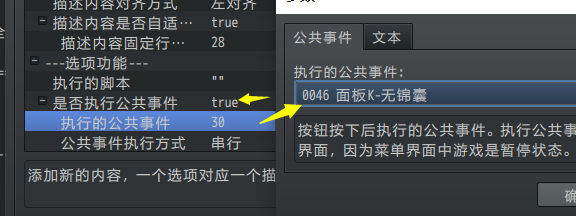 描述内容对齐方式 左对齐
描述内容是否自适… true
描述内容固定行… 28
---选项功能---
执行的脚本 ""
是否执行公共事件 true
执行的公共事件 30
公共事件执行方式 串行
添加新的内容，一个选项对应一个描
公共事件 文本
执行的公共事件:
0046 面板K-无锦囊
按钮按下后执行的公共事件。执行公共事
界面，因为菜单界面中游戏是暂停状态。